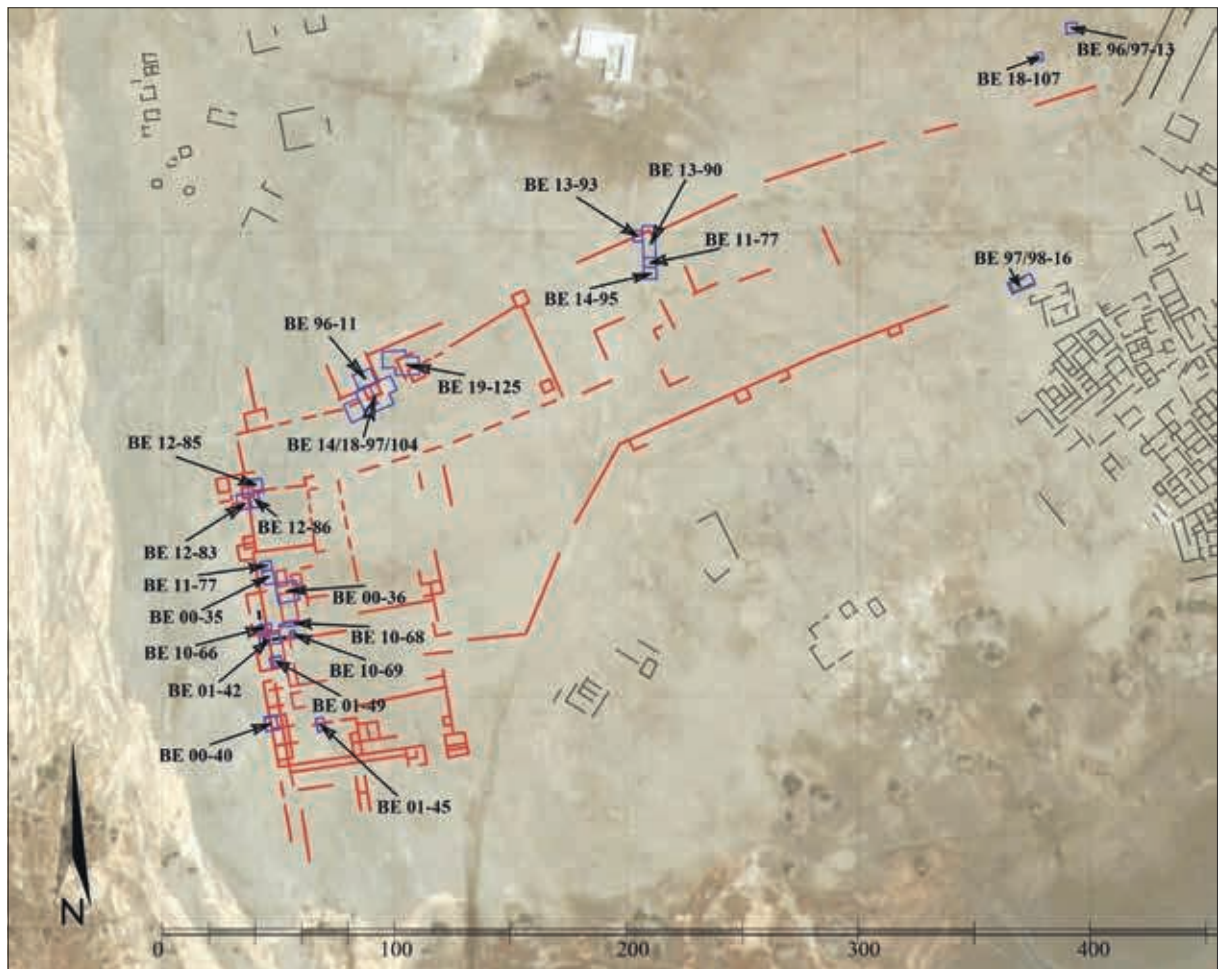 BE 96/97-13
BE 18-107
BE 13-90
BE 13-93
BE 11-77
BE 97/98-16
BE 14-95
BE 96-11
BE 19-125
BE 14/18-97/104
BE 12-85
BE 12-86
BE 12-83
BE 11-77
BE 00-36
BE 00-35
BE 10-68
BE 10-66
BE 10-69
BE 01-42
BE 01-49
BE 00-40
BE 01-45
N
0 100 200 300 400